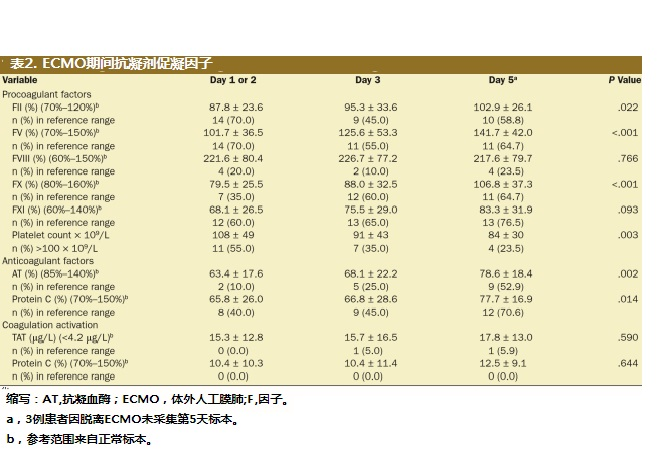 表2. ECMO期间抗凝剂促凝因子
Variable Day 1 or 2 Day 3 Day 5ᵃ P Value
Procoagulant factors
FII (%) (70%–120%)ᵇ 87.8 ± 23.6 95.3 ± 33.6 102.9 ± 26.1 .022
n (%) in reference range 14 (70.0) 9 (45.0) 10 (58.8)
FV (%) (70%–150%)ᵇ 101.7 ± 36.5 125.6 ± 53.3 141.7 ± 42.0 <.001
n (%) in reference range 14 (70.0) 11 (55.0) 11 (64.7)
FVIII (%) (60%–150%)ᵇ 221.6 ± 80.4 226.7 ± 77.2 217.6 ± 79.7 .766
n (%) in reference range 4 (20.0) 2 (10.0) 4 (23.5)
FX (%) (80%–160%)ᵇ 79.5 ± 25.5 88.0 ± 32.5 106.8 ± 37.3 <.001
n (%) in reference range 7 (35.0) 12 (60.0) 11 (64.7)
FXI (%) (60%–140%)ᵇ 68.1 ± 26.5 75.5 ± 29.0 83.3 ± 31.9 .093
n (%) in reference range 12 (60.0) 13 (65.0) 13 (76.5)
Platelet count × 10⁹/L 108 ± 49 91 ± 43 84 ± 30 .003
n (%) >100 × 10⁹/L 11 (55.0) 7 (35.0) 4 (23.5)
Anticoagulant factors
AT (%) (85%–140%)ᵇ 63.4 ± 17.6 68.1 ± 22.2 78.6 ± 18.4 .002
n (%) in reference range 2 (10.0) 5 (25.0) 9 (52.9)
Protein C (%) (70%–150%)ᵇ 65.8 ± 26.0 66.8 ± 28.6 77.7 ± 16.9 .014
n (%) in reference range 8 (40.0) 9 (45.0) 12 (70.6)
Coagulation activation
TAT (μg/L) (<4.2 μg/L)ᵇ 15.3 ± 12.8 15.7 ± 16.5 17.8 ± 13.0 .590
n (%) in reference range 0 (0.0) 1 (5.0) 1 (5.9)
Protein C (%) (70%–150%)ᵇ 10.4 ± 10.3 10.4 ± 11.4 12.5 ± 9.1 .644
n (%) in reference range 0 (0.0) 0 (0.0) 0 (0.0)
缩写：AT,抗凝血酶；ECMO，体外人工膜肺;F,因子。
a，3例患者因脱离ECMO未采集第5天标本。
b，参考范围来自正常标本。